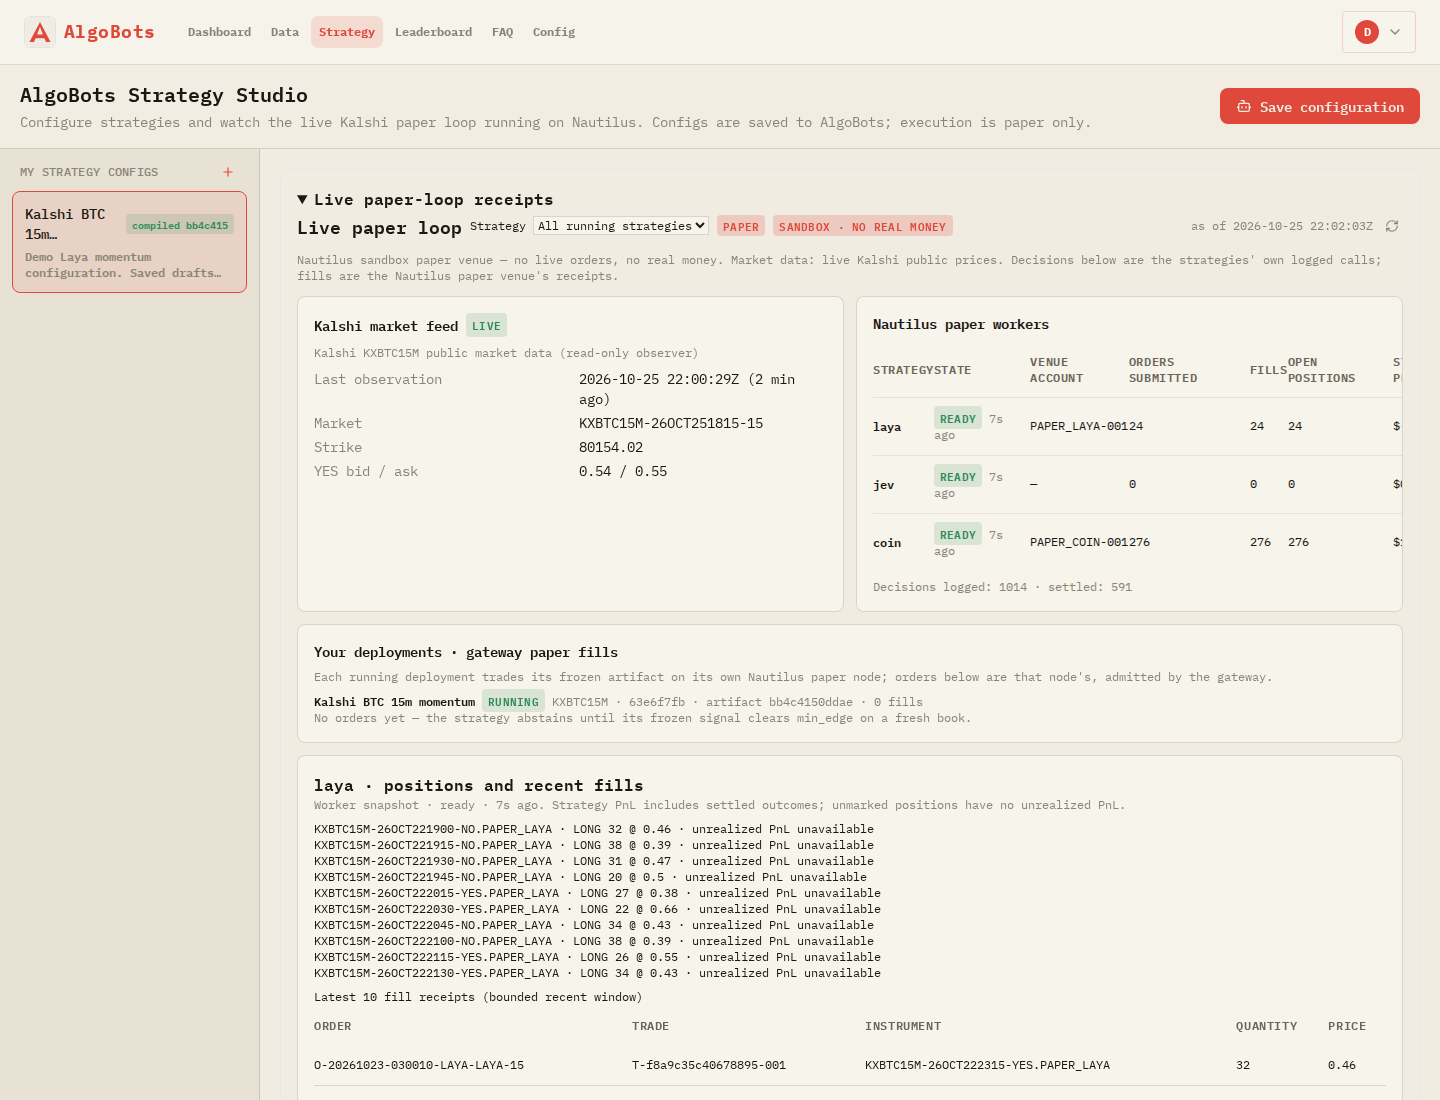 AlgoBots
Dashboard Data Strategy Leaderboard FAQ Config
D
AlgoBots Strategy Studio
Configure strategies and watch the live Kalshi paper loop running on Nautilus. Configs are saved to AlgoBots; execution is paper only.
Save configuration
MY STRATEGY CONFIGS +
Kalshi BTC 15m…
compiled bb4c415
Demo Laya momentum
configuration. Saved drafts…
▼ Live paper-loop receipts
Live paper loop Strategy All running strategies PAPER SANDBOX · NO REAL MONEY as of 2026-10-25 22:02:03Z
Nautilus sandbox paper venue — no live orders, no real money. Market data: live Kalshi public prices. Decisions below are the strategies' own logged calls;
fills are the Nautilus paper venue's receipts.
Kalshi market feed LIVE
Kalshi KXBTC15M public market data (read-only observer)
Last observation 2026-10-25 22:00:29Z (2 min ago)
Market KXBTC15M-26OCT251815-15
Strike 80154.02
YES bid / ask 0.54 / 0.55
Nautilus paper workers
STRATEGY STATE VENUE ACCOUNT ORDERS SUBMITTED FILLS OPEN POSITIONS
laya READY 7s ago PAPER_LAYA-001 24 24 24 $
jev READY 7s ago — 0 0 0 $
coin READY 7s ago PAPER_COIN-001 276 276 276 $
Decisions logged: 1014 · settled: 591
Your deployments · gateway paper fills
Each running deployment trades its frozen artifact on its own Nautilus paper node; orders below are that node's, admitted by the gateway.
Kalshi BTC 15m momentum RUNNING KXBTC15M · 63e6f7fb · artifact bb4c4150ddae · 0 fills
No orders yet — the strategy abstains until its frozen signal clears min_edge on a fresh book.
laya · positions and recent fills
Worker snapshot · ready · 7s ago. Strategy PnL includes settled outcomes; unmarked positions have no unrealized PnL.
KXBTC15M-26OCT221900-NO.PAPER_LAYA · LONG 32 @ 0.46 · unrealized PnL unavailable
KXBTC15M-26OCT221915-NO.PAPER_LAYA · LONG 38 @ 0.39 · unrealized PnL unavailable
KXBTC15M-26OCT221930-NO.PAPER_LAYA · LONG 31 @ 0.47 · unrealized PnL unavailable
KXBTC15M-26OCT221945-NO.PAPER_LAYA · LONG 20 @ 0.5 · unrealized PnL unavailable
KXBTC15M-26OCT222015-YES.PAPER_LAYA · LONG 27 @ 0.38 · unrealized PnL unavailable
KXBTC15M-26OCT222030-YES.PAPER_LAYA · LONG 22 @ 0.66 · unrealized PnL unavailable
KXBTC15M-26OCT222045-NO.PAPER_LAYA · LONG 34 @ 0.43 · unrealized PnL unavailable
KXBTC15M-26OCT222100-NO.PAPER_LAYA · LONG 38 @ 0.39 · unrealized PnL unavailable
KXBTC15M-26OCT222115-YES.PAPER_LAYA · LONG 26 @ 0.55 · unrealized PnL unavailable
KXBTC15M-26OCT222130-YES.PAPER_LAYA · LONG 34 @ 0.43 · unrealized PnL unavailable
Latest 10 fill receipts (bounded recent window)
ORDER TRADE INSTRUMENT QUANTITY PRICE
O-20261023-030010-LAYA-LAYA-15 T-f8a9c35c40678895-001 KXBTC15M-26OCT222315-YES.PAPER_LAYA 32 0.46